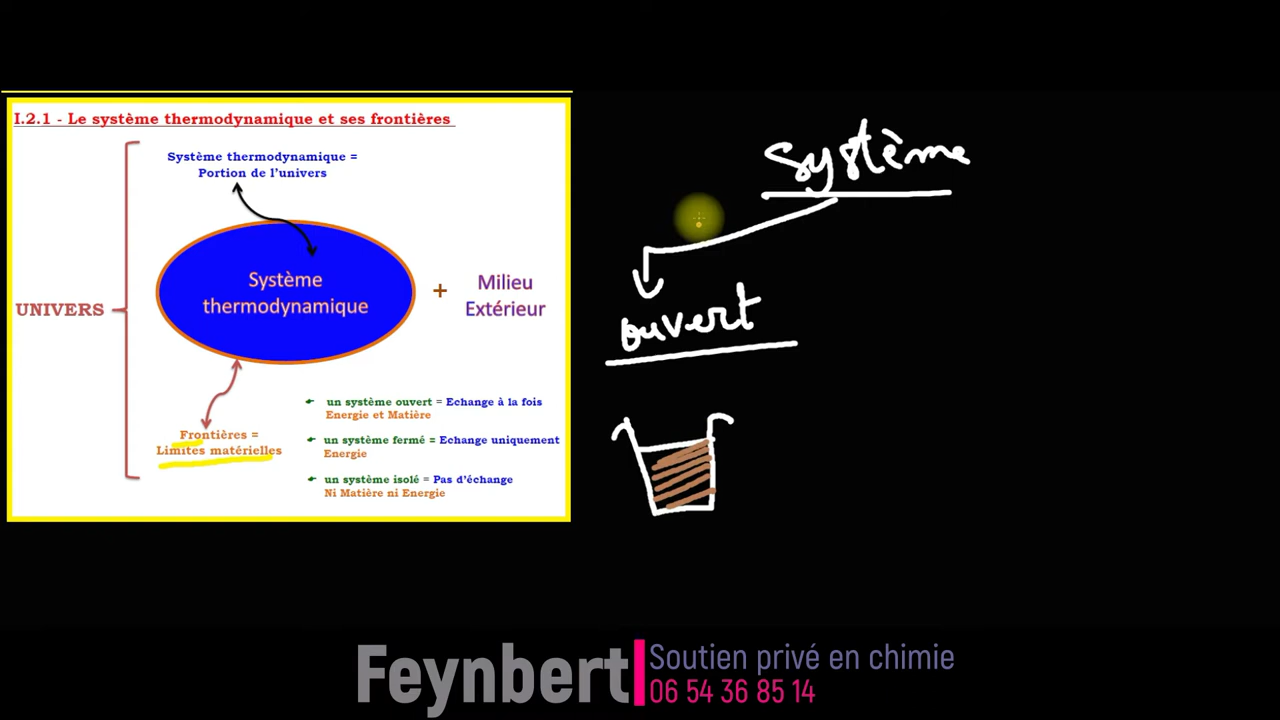 I.2.1 - Le système thermodynamique et ses frontières
Système thermodynamique =
Portion de l'univers
Système
thermodynamique
+
Milieu
Extérieur
UNIVERS
Frontières =
Limites matérielles
un système ouvert = Echange à la fois
Energie et Matière
un système fermé = Echange uniquement
Energie
un système isolé = Pas d'échange
Ni Matière ni Energie
Système
ouvert
Feynbert
Soutien privé en chimie
06 54 36 85 14